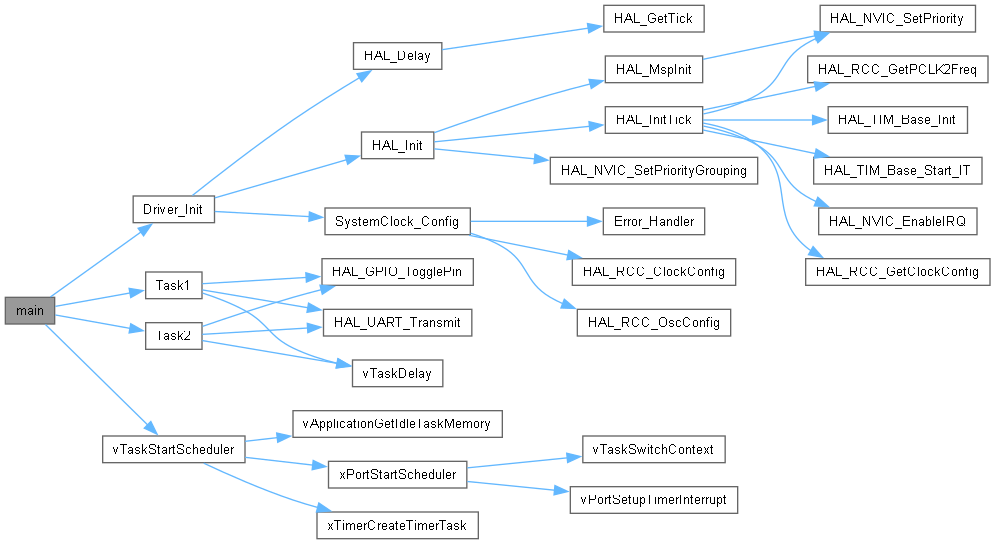 HAL_GetTick
HAL_NVIC_SetPriority
HAL_Delay
HAL_MspInit
HAL_RCC_GetPCLK2Freq
HAL_InitTick
HAL_TIM_Base_Init
HAL_Init
HAL_NVIC_SetPriorityGrouping
HAL_TIM_Base_Start_IT
Driver_Init
SystemClock_Config
Error_Handler
HAL_NVIC_EnableIRQ
HAL_GPIO_TogglePin
HAL_RCC_ClockConfig
HAL_RCC_GetClockConfig
Task1
main
HAL_UART_Transmit
HAL_RCC_OscConfig
Task2
vTaskDelay
vApplicationGetIdleTaskMemory
vTaskStartScheduler
vTaskSwitchContext
xPortStartScheduler
vPortSetupTimerInterrupt
xTimerCreateTimerTask